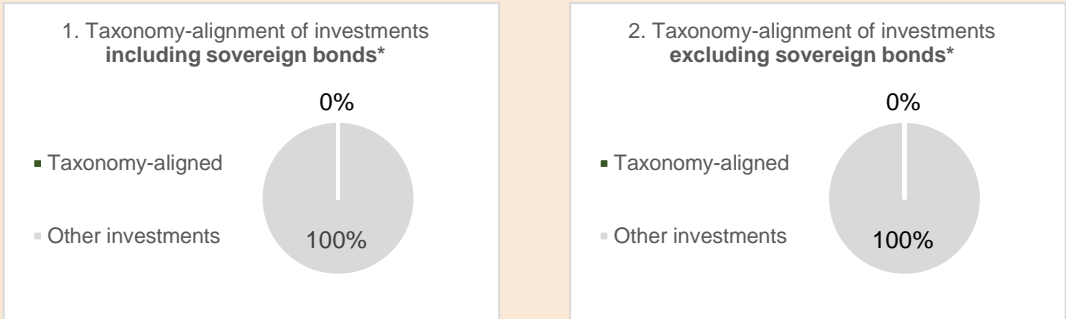 1. Taxonomy-alignment of investments
including sovereign bonds*
0%
Taxonomy-aligned
Other investments
100%
2. Taxonomy-alignment of investments
excluding sovereign bonds*
0%
Taxonomy-aligned
Other investments
100%